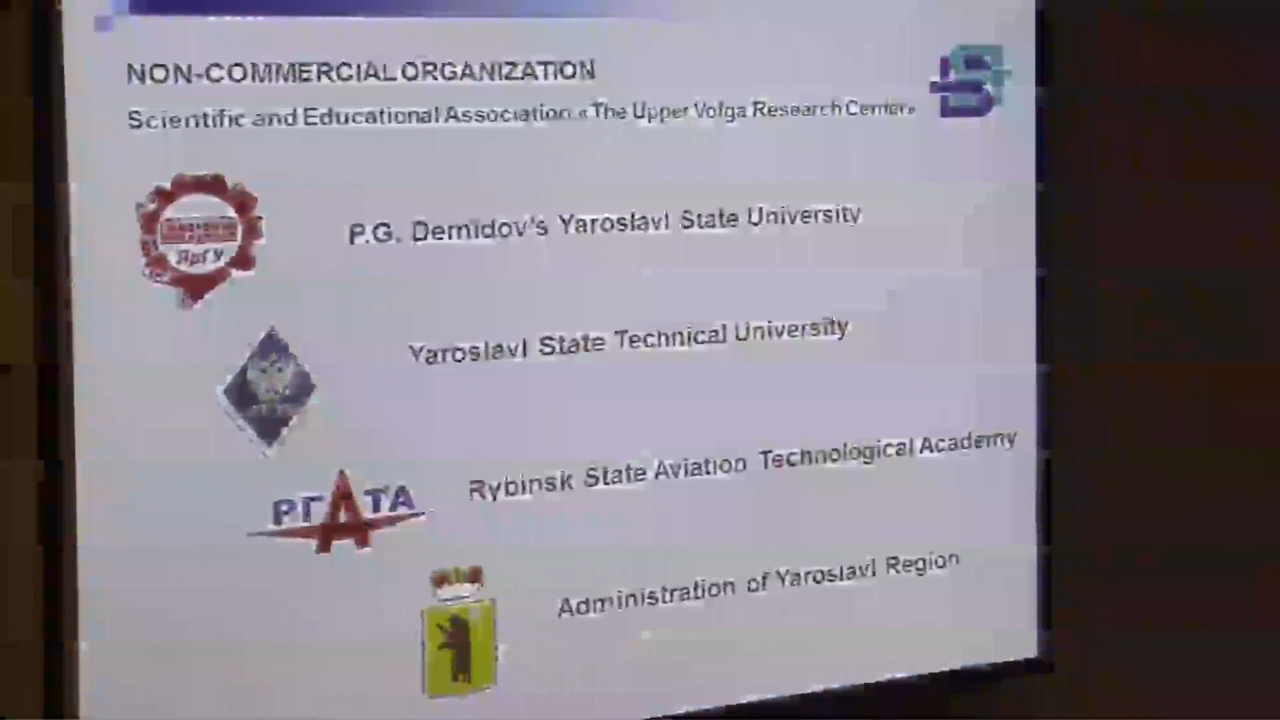 NON-COMMERCIAL ORGANIZATION
Scientific and Educational Association «The Upper Volga Research Center»
P.G. Demidov's Yaroslavl State University
ЯрГУ
Yaroslavl State Technical University
Rybinsk State Aviation Technological Academy
РГАТА
Administration of Yaroslavl Region